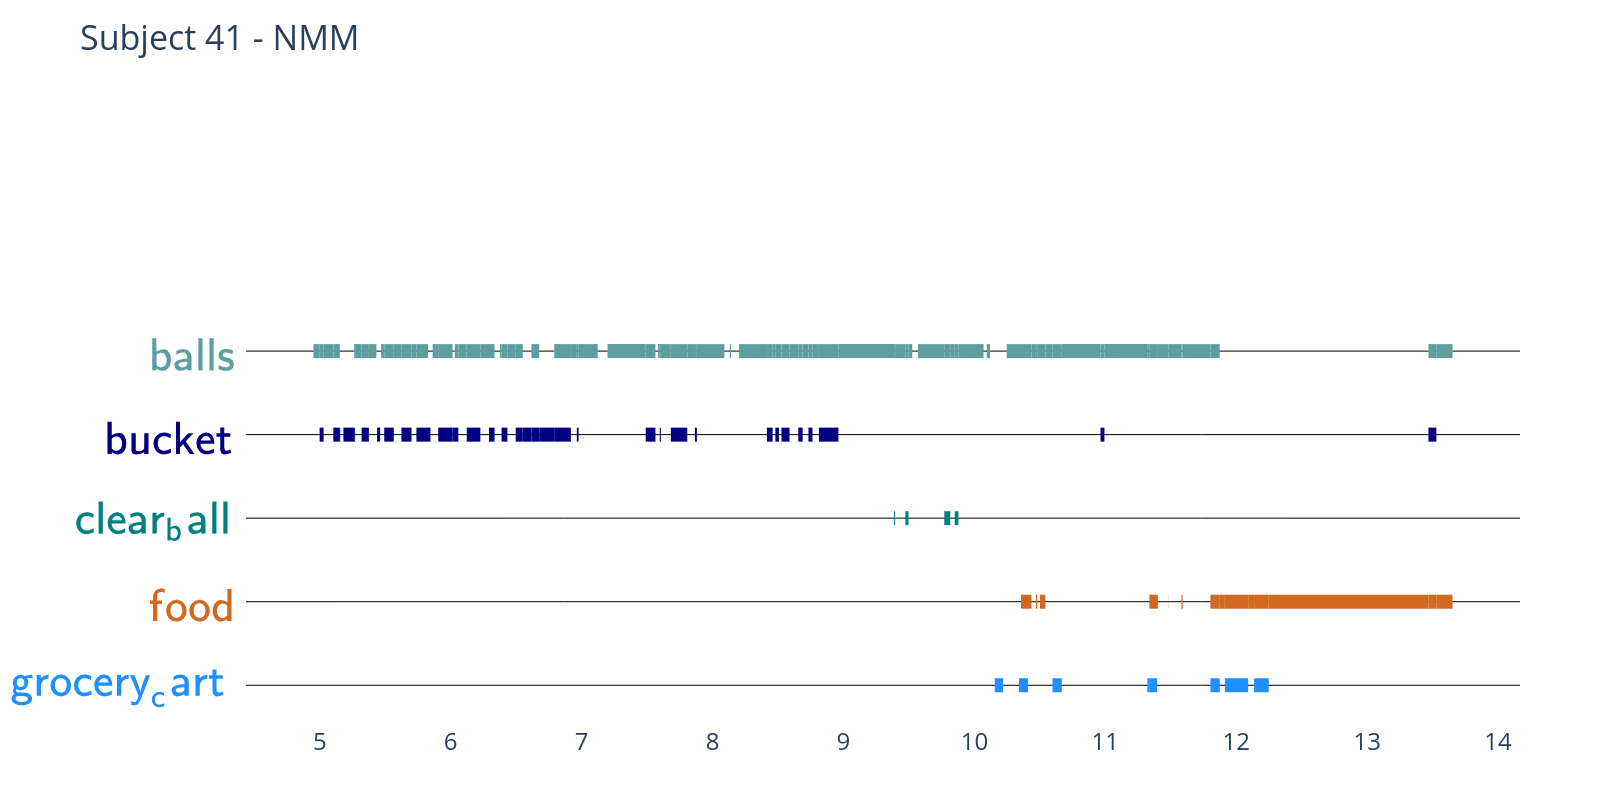 Subject 41 - NMM
balls
bucket
clear_ball
food
grocery_cart
5 6 7 8 9 10 11 12 13 14